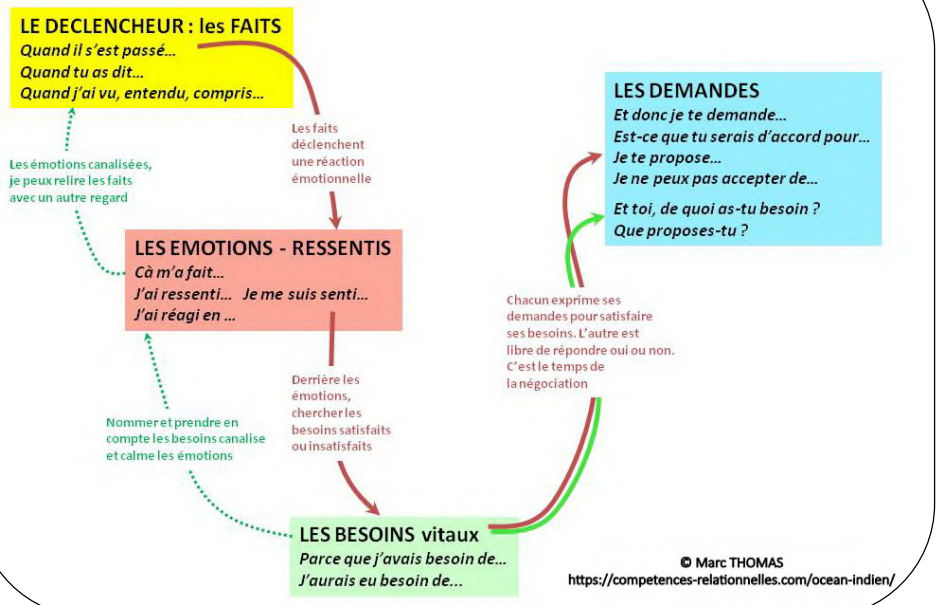 LE DECLENCHEUR : les FAITS
Quand il s'est passé…
Quand tu as dit…
Quand j'ai vu, entendu, compris…
Les émotions canalisées,
je peux relire les faits
avec un autre regard
Les faits
déclenchent
une réaction
émotionnelle
LES EMOTIONS - RESSENTIS
Cà m'a fait…
J'ai ressenti… Je me suis senti…
J'ai réagi en …
Nommer et prendre en
compte les besoins canalise
et calme les émotions
Derrière les
émotions,
chercher les
besoins satisfaits
ou insatisfaits
LES BESOINS vitaux
Parce que j'avais besoin de…
J'aurais eu besoin de...
Chacun exprime ses
demandes pour satisfaire
ses besoins. L'autre est
libre de répondre oui ou non.
C'est le temps de
la négociation
LES DEMANDES
Et donc je te demande…
Est-ce que tu serais d'accord pour…
Je te propose…
Je ne peux pas accepter de…
Et toi, de quoi as-tu besoin ?
Que proposes-tu ?
© Marc THOMAS
https://competences-relationnelles.com/ocean-indien/